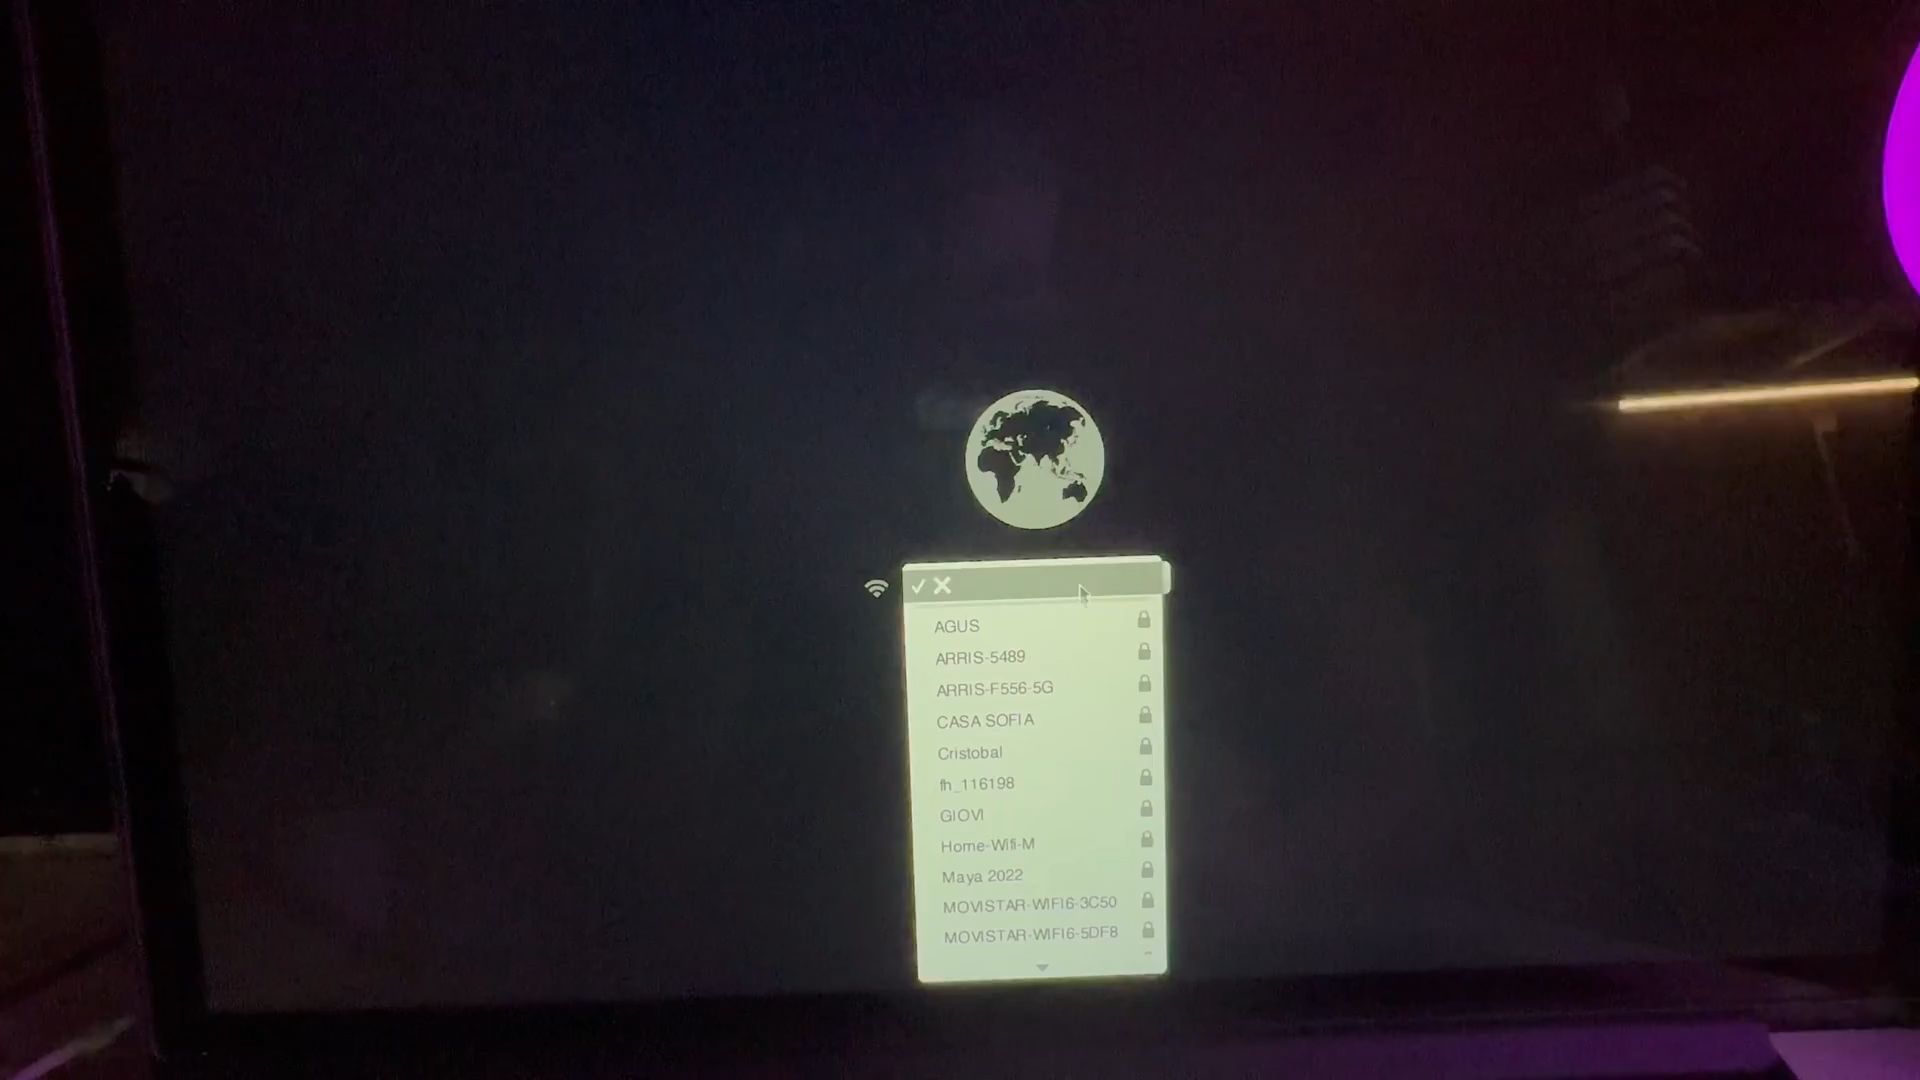 AGUS
ARRIS-5489
ARRIS-F556-5G
CASA SOFIA
Cristobal
fh_116198
GIOVI
Home-Wifi-M
Maya 2022
MOVISTAR-WIFI6-3C50
MOVISTAR-WIFI6-5DF8